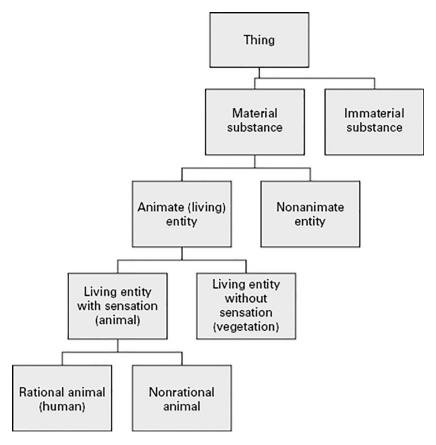 Thing
Material
substance
Immaterial
substance
Animate (living)
entity
Nonanimate
entity
Living entity
with sensation
(animal)
Living entity
without
sensation
(vegetation)
Rational animal
(human)
Nonrational
animal